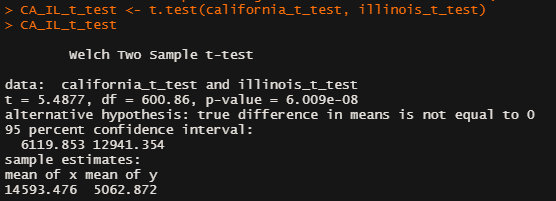 > CA_IL_t_test <- t.test(california_t_test, illinois_t_test)
> CA_IL_t_test
Welch Two Sample t-test
data: california_t_test and illinois_t_test
t = 5.4877, df = 600.86, p-value = 6.009e-08
alternative hypothesis: true difference in means is not equal to 0
95 percent confidence interval:
6119.853 12941.354
sample estimates:
mean of x mean of y
14593.476 5062.872